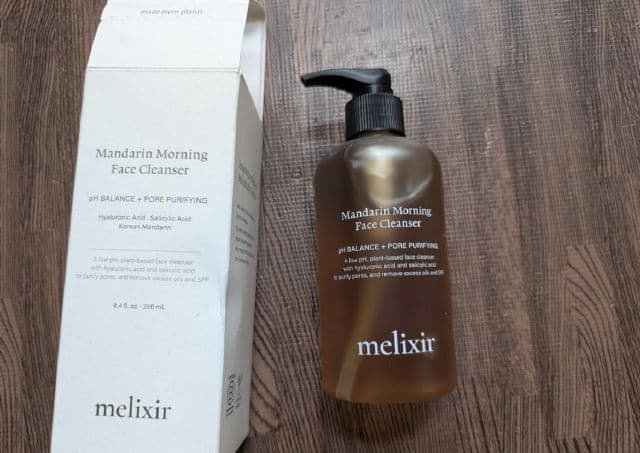 made from plants
Mandarin Morning
Face Cleanser
pH BALANCE + PORE PURIFYING
Hyaluronic Acid · Salicylic Acid
Korean Mandarin
A low pH, plant-based face cleanser
with hyaluronic acid and salicylic acid
to purify pores, and remove excess oils and SPF
8.4 fl. oz · 250 mL
melixir
Mandarin Morning
Face Cleanser
pH BALANCE + PORE PURIFYING
A low pH, plant-based face cleanser
with hyaluronic acid and salicylic acid
to purify pores, and remove excess oils and SPF
melixir